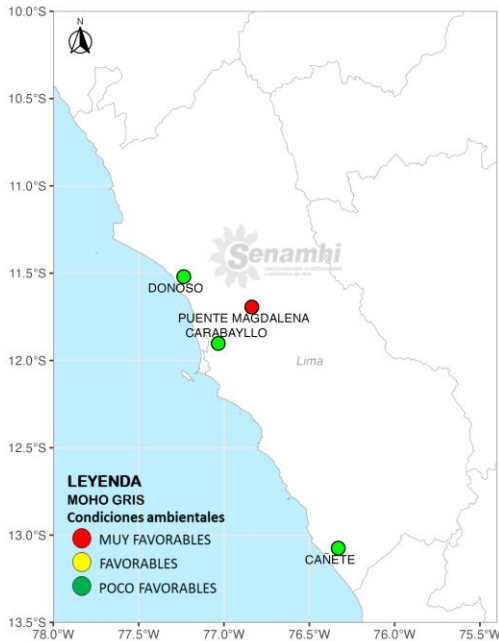 10.0°S
N
10.5°S
11.0°S
Senamhi
11.5°S
DONOSO
PUENTE MAGDALENA
CARABAYLLO
12.0°S
Lima
12.5°S
LEYENDA
MOHO GRIS
Condiciones ambientales
13.0°S
MUY FAVORABLES
CAÑETE
FAVORABLES
POCO FAVORABLES
13.5°S
78.0°W 77.5°W 77.0°W 76.5°W 76.0°W 75.5°W